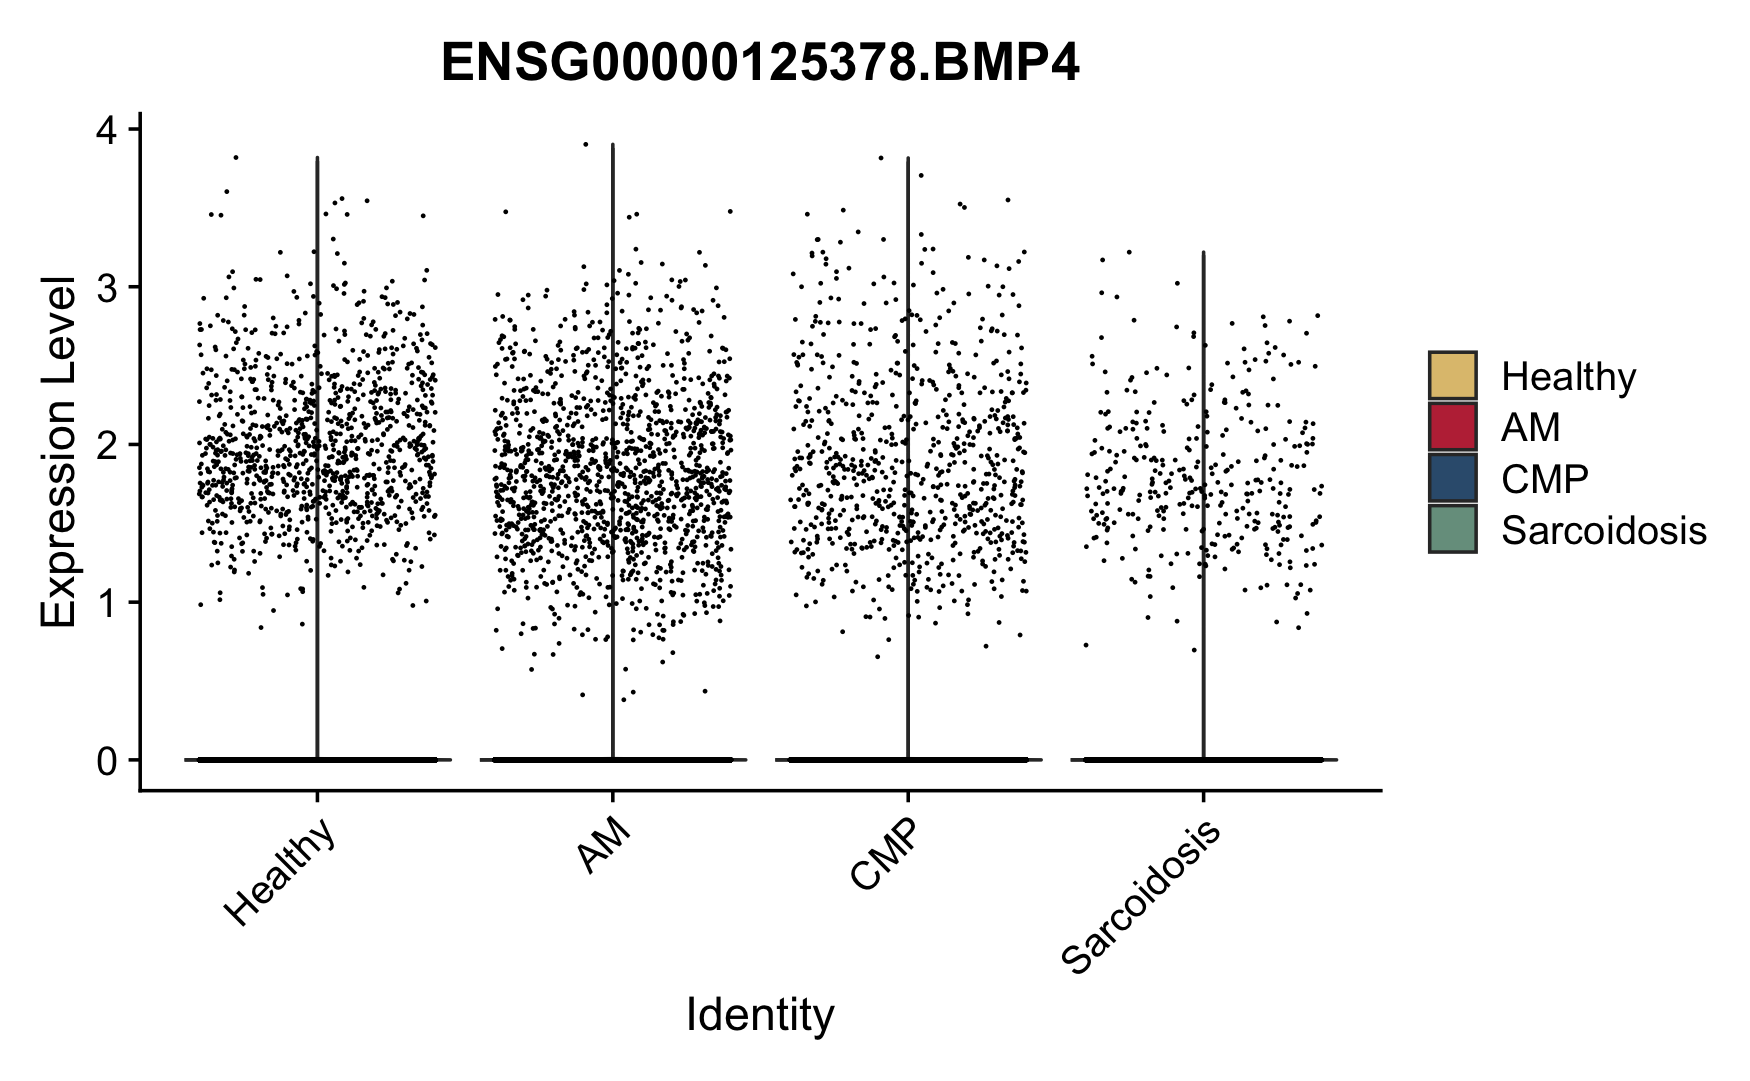 ENSG00000125378.BMP4
Expression Level
4
3
2
1
0
Healthy
AM
CMP
Sarcoidosis
Identity
Healthy
AM
CMP
Sarcoidosis